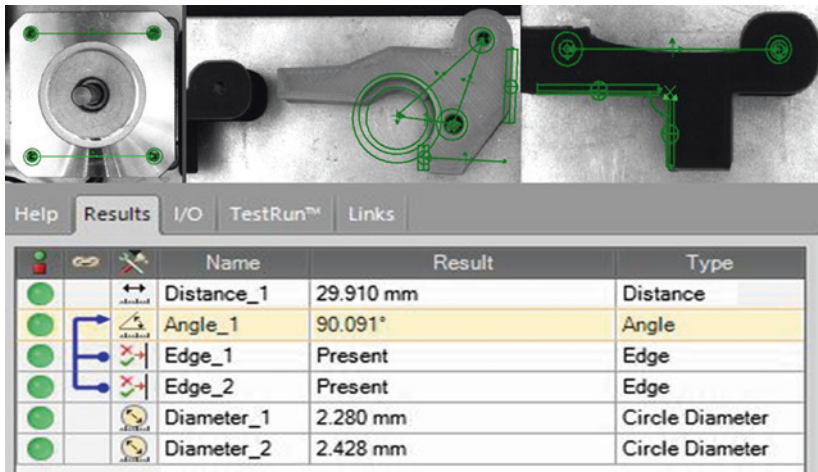 Help Results I/O TestRun™ Links
Name Result Type
Distance_1 29.910 mm Distance
Angle_1 90.091° Angle
Edge_1 Present Edge
Edge_2 Present Edge
Diameter_1 2.280 mm Circle Diameter
Diameter_2 2.428 mm Circle Diameter